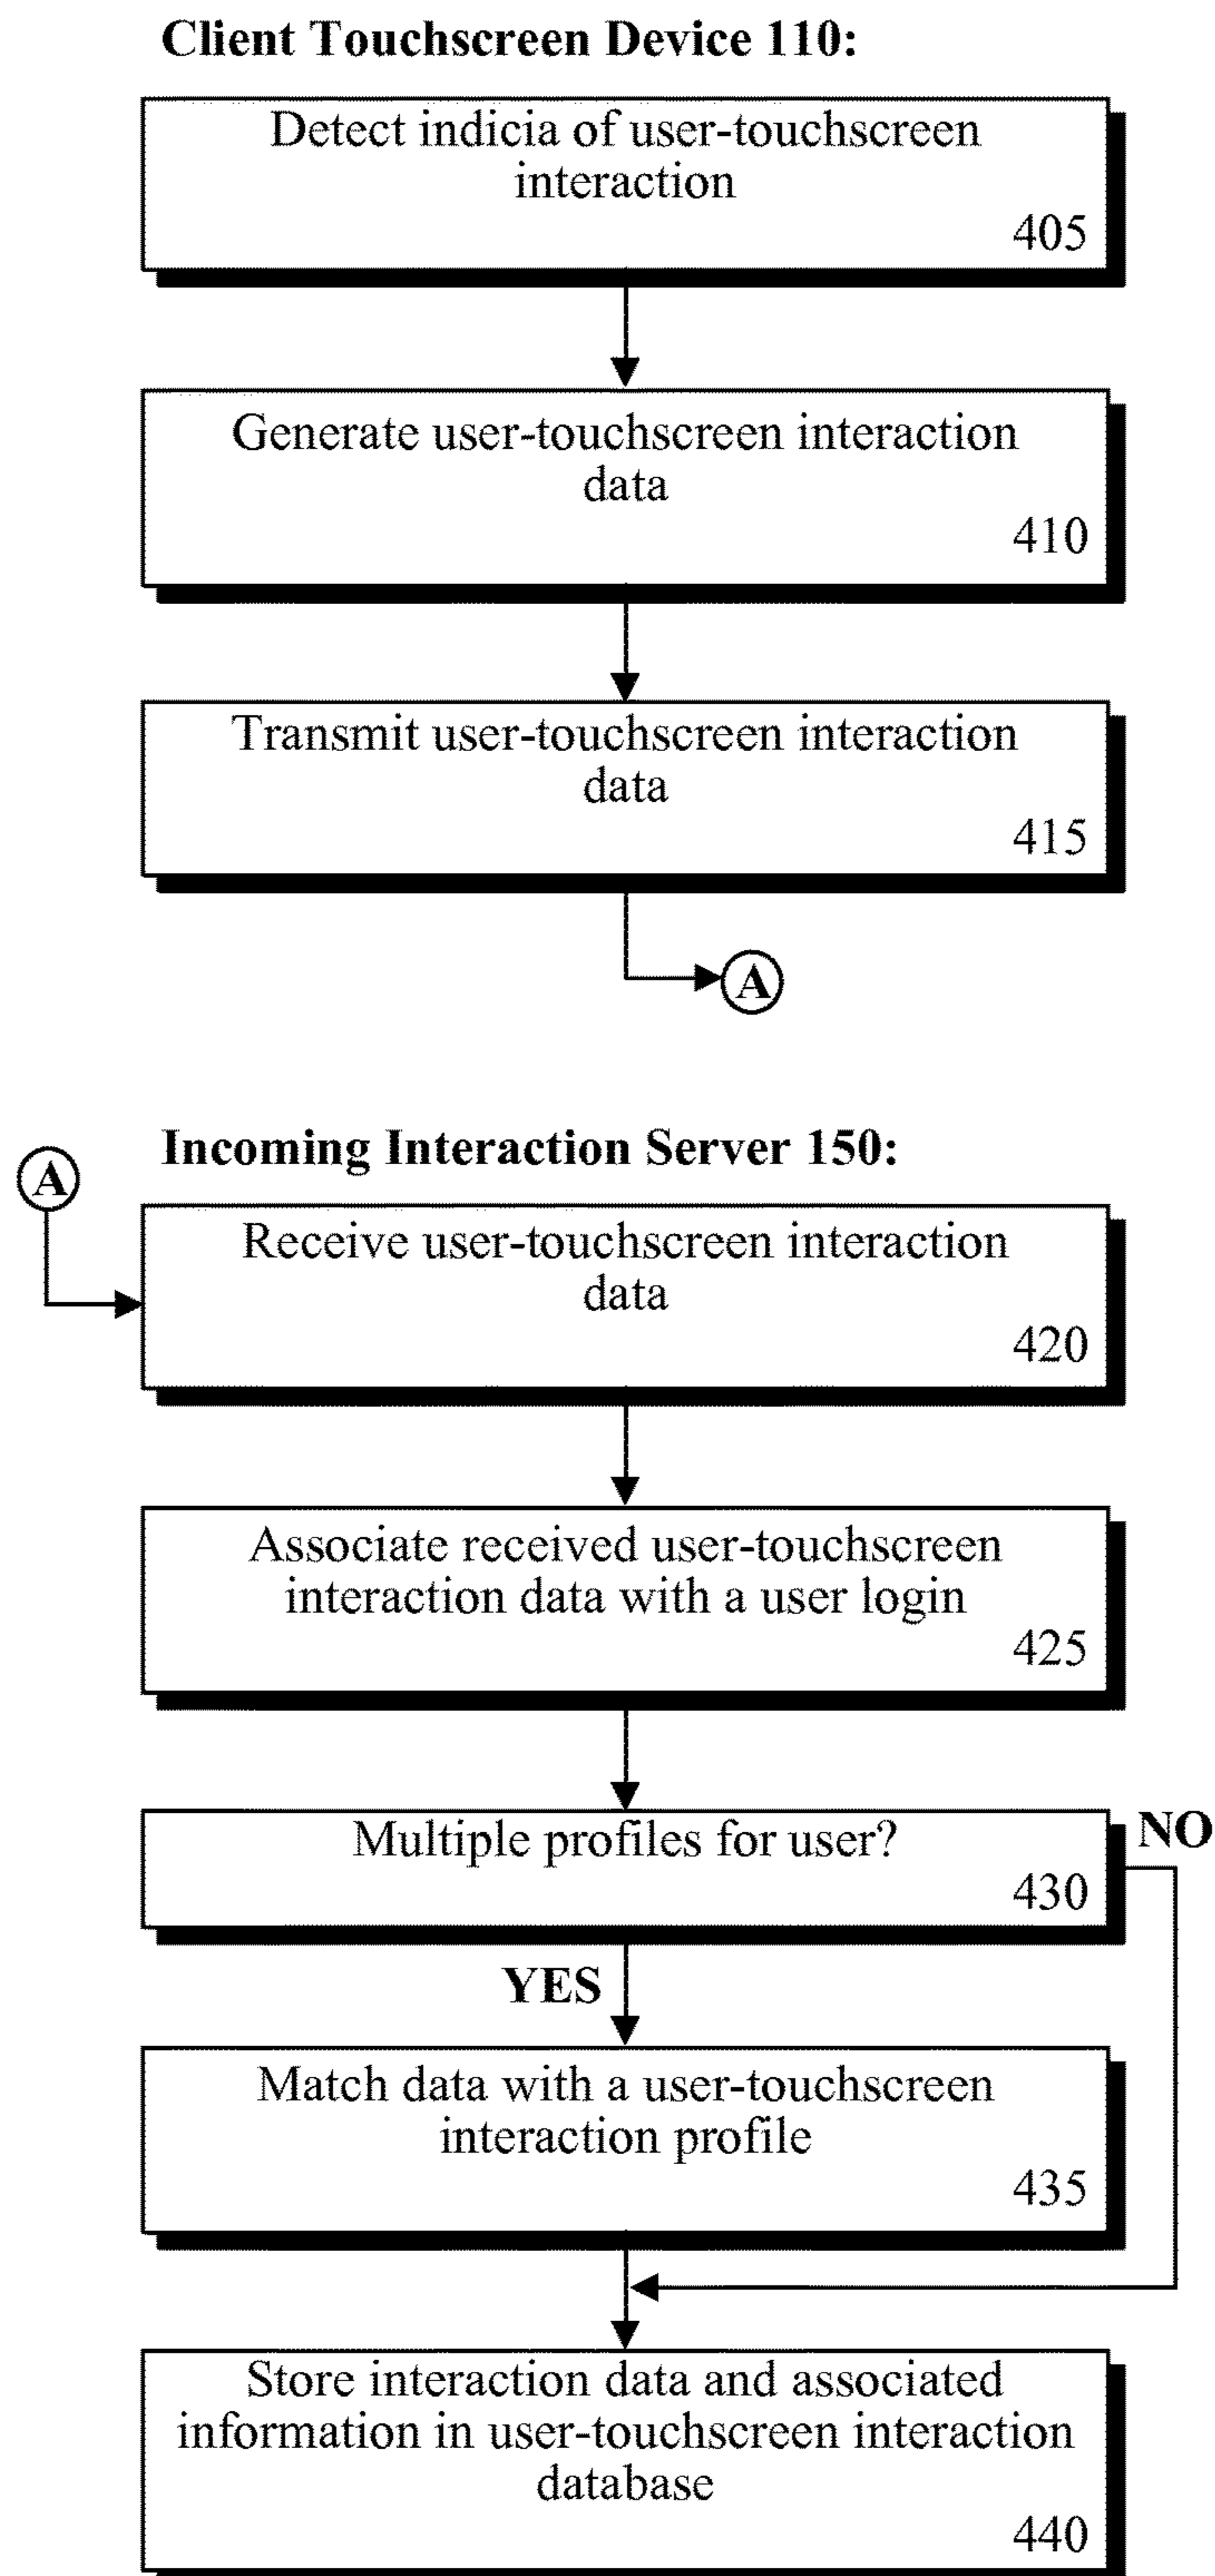 Client Touchscreen Device 110:
Detect indicia of user-touchscreen
interaction
405
Generate user-touchscreen interaction
data
410
Transmit user-touchscreen interaction
data
415
A
Incoming Interaction Server 150:
A
Receive user-touchscreen interaction
data
420
Associate received user-touchscreen
interaction data with a user login
425
Multiple profiles for user?
NO
430
YES
Match data with a user-touchscreen
interaction profile
435
Store interaction data and associated
information in user-touchscreen interaction
database
440